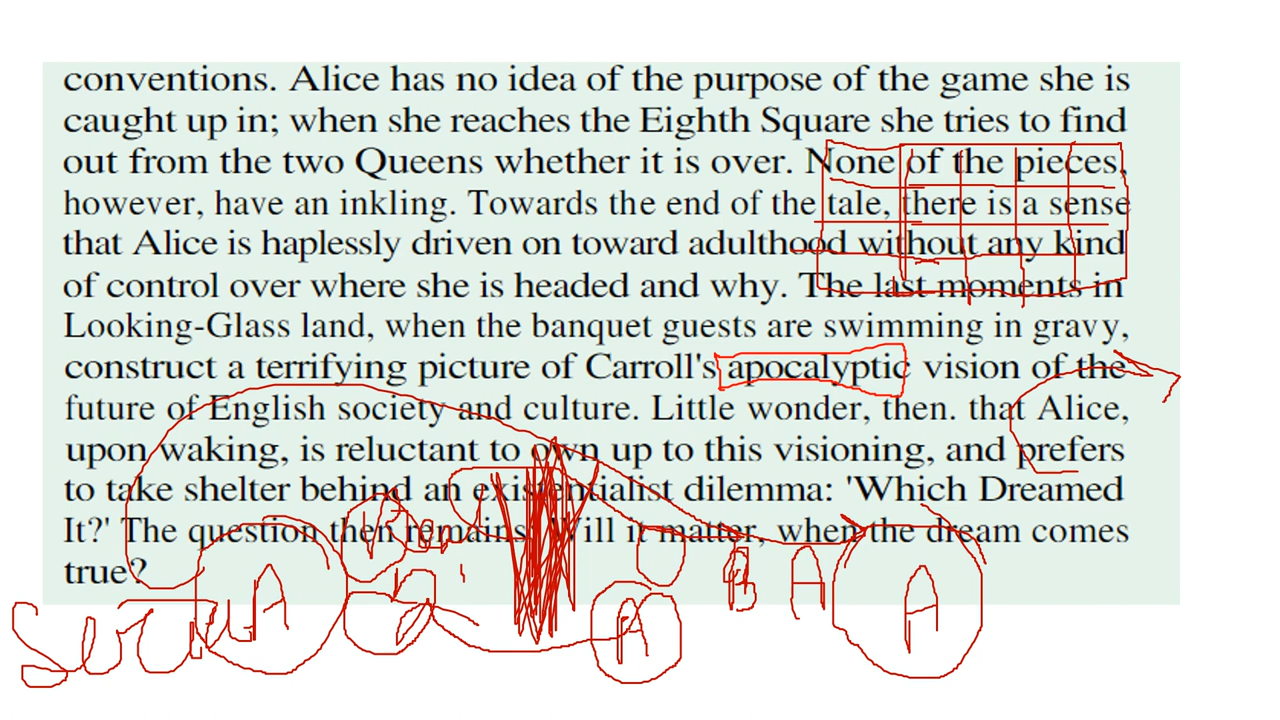 conventions. Alice has no idea of the purpose of the game she is
caught up in; when she reaches the Eighth Square she tries to find
out from the two Queens whether it is over. None of the pieces,
however, have an inkling. Towards the end of the tale, there is a sense
that Alice is haplessly driven on toward adulthood without any kind
of control over where she is headed and why. The last moments in
Looking-Glass land, when the banquet guests are swimming in gravy,
construct a terrifying picture of Carroll's apocalyptic vision of the
future of English society and culture. Little wonder, then. that Alice,
upon waking, is reluctant to own up to this visioning, and prefers
to take shelter behind an existentialist dilemma: 'Which Dreamed
It?' The question then remains: Will it matter, when the dream comes
true?
A A B A A